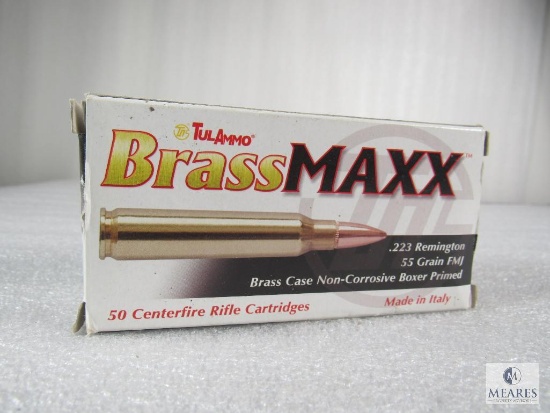 TULAMMO®
BrassMAXX™
.223 Remington
55 Grain FMJ
Brass Case Non-Corrosive Boxer Primed
50 Centerfire Rifle Cartridges
Made in Italy
M
MEARES